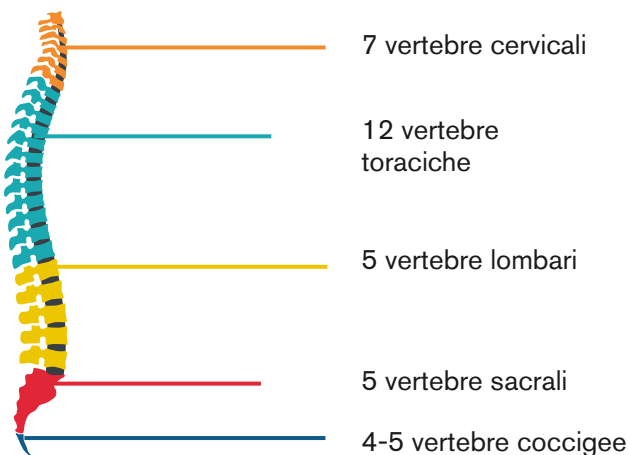 7 vertebre cervicali
12 vertebre
toraciche
5 vertebre lombari
5 vertebre sacrali
4-5 vertebre coccigee